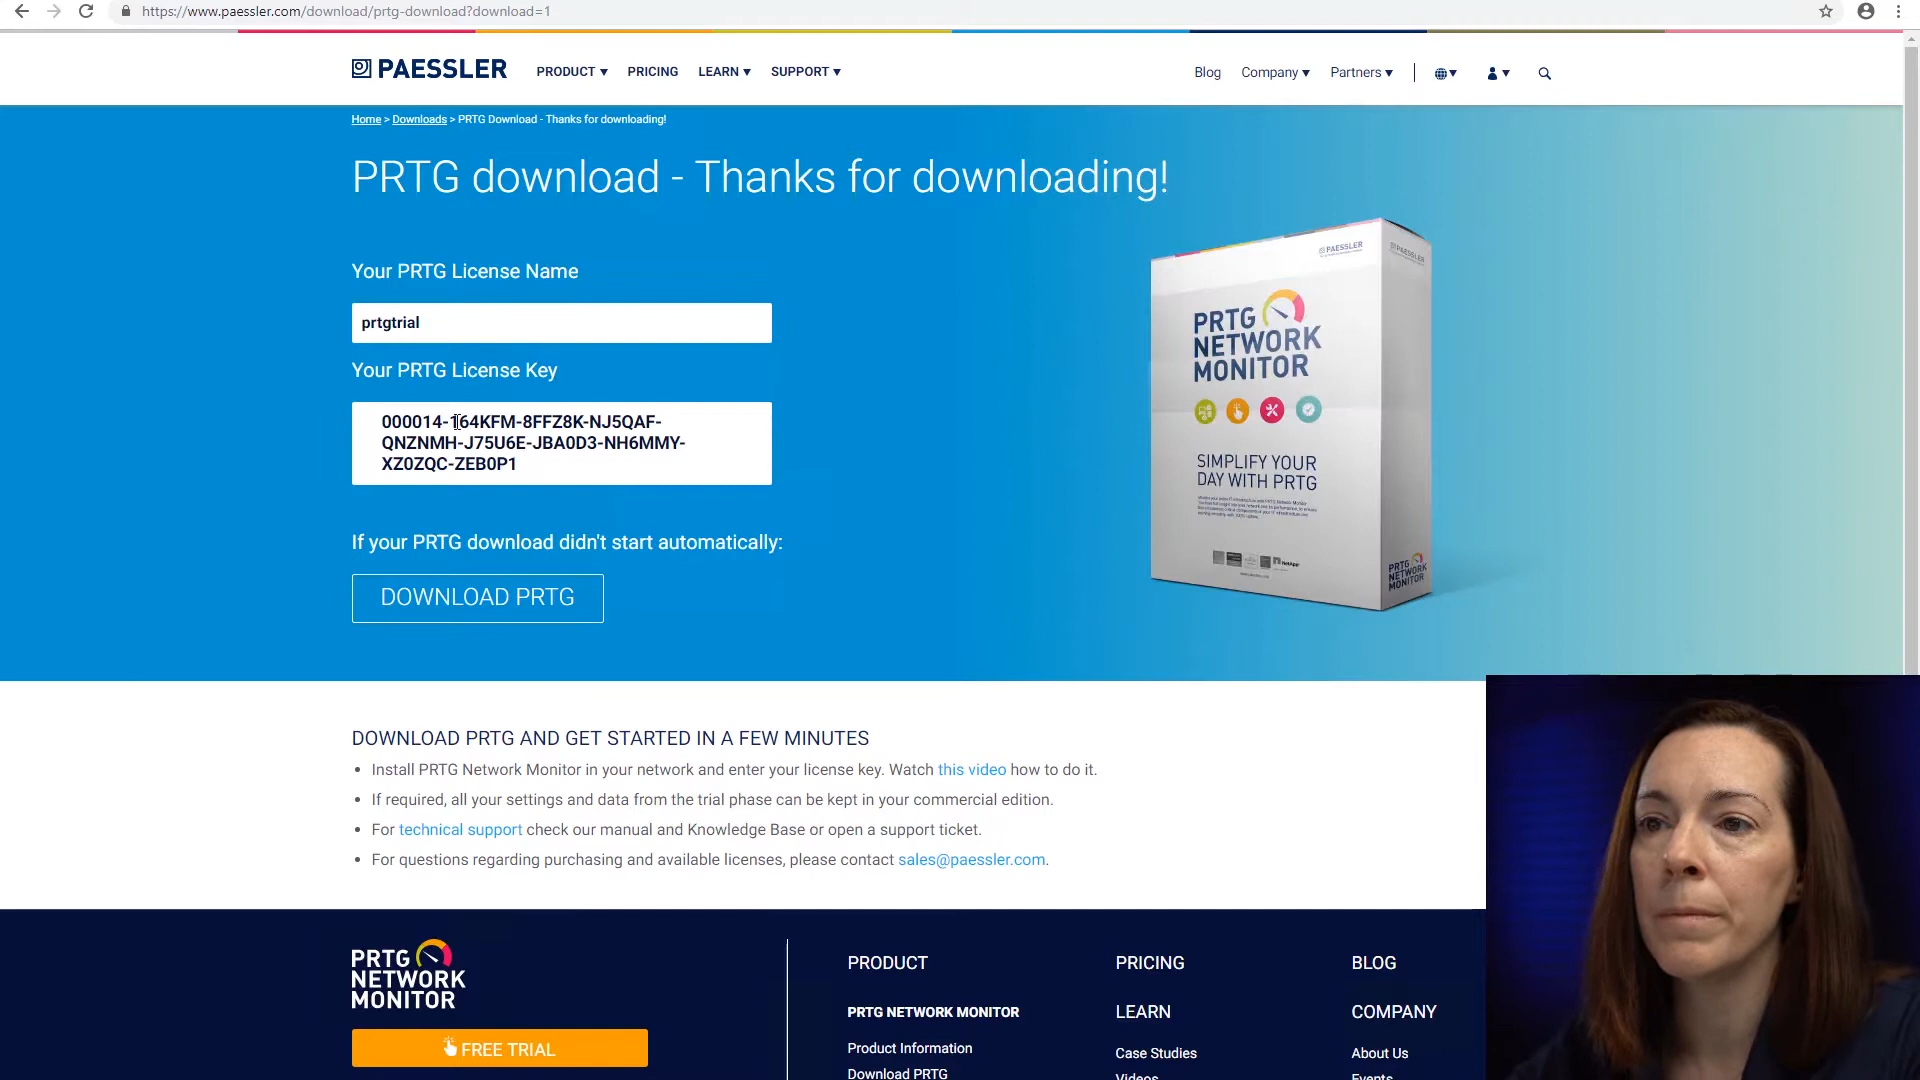 https://www.paessler.com/download/prtg-download?download=1
PAESSLER
PRODUCT
PRICING
LEARN
SUPPORT
Blog
Company
Partners
Home > Downloads > PRTG Download - Thanks for downloading!
PRTG download - Thanks for downloading!
Your PRTG License Name
prtgtrial
Your PRTG License Key
000014-164KFM-8FFZ8K-NJ5QAF-
QNZNMH-J75U6E-JBA0D3-NH6MMY-
XZ0ZQC-ZEB0P1
If your PRTG download didn't start automatically:
DOWNLOAD PRTG
PAESSLER
PAESSLER
PRTG
NETWORK
MONITOR
SIMPLIFY YOUR
DAY WITH PRTG
PRTG
NETWORK
MONITOR
DOWNLOAD PRTG AND GET STARTED IN A FEW MINUTES
• Install PRTG Network Monitor in your network and enter your license key. Watch this video how to do it.
• If required, all your settings and data from the trial phase can be kept in your commercial edition.
• For technical support check our manual and Knowledge Base or open a support ticket.
• For questions regarding purchasing and available licenses, please contact sales@paessler.com.
PRTG
NETWORK
MONITOR
FREE TRIAL
PRODUCT
PRTG NETWORK MONITOR
Product Information
Download PRTG
PRICING
LEARN
Case Studies
Videos
BLOG
COMPANY
About Us
Events